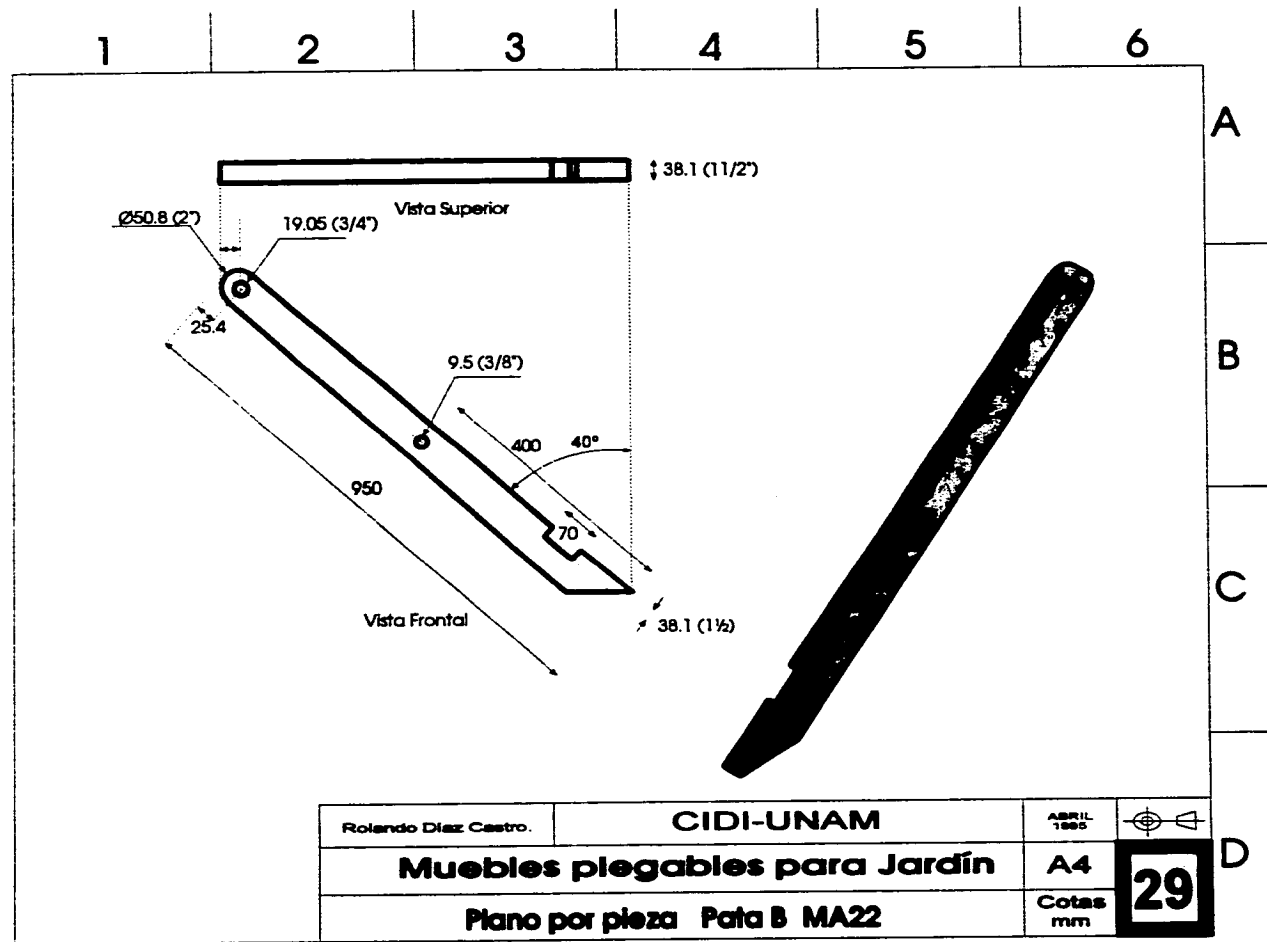 1 2 3 4 5 6
A
38.1 (11/2")
Vista Superior
Ø50.8 (2")
19.05 (3/4")
25.4
B
9.5 (3/8")
400
40°
950
70
C
Vista Frontal
38.1 (1½)
Rolando Díaz Castro.
CIDI-UNAM
ABRIL
1995
Muebles plegables para Jardín
A4
D
29
Plano por pieza Pata B MA22
Cotas
mm